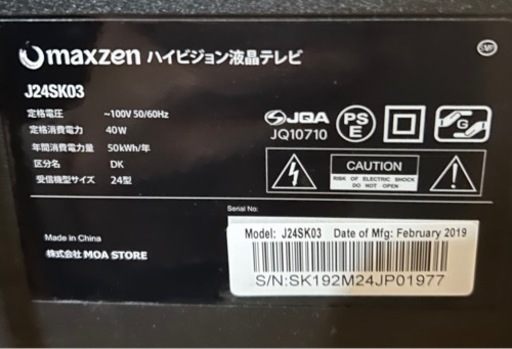 maxzen ハイビジョン液晶テレビ
J24SK03
定格電圧 ~100V 50/60Hz
定格消費電力 40W
年間消費電力量 50kWh/年
区分名 DK
受信機型サイズ 24型
JQA
JQ10710
PS
E
G
CAUTION
RISK OF ELECTRIC SHOCK
DO NOT OPEN
Serial No:
Made in China
株式会社 MOA STORE
Model: J24SK03 Date of Mfg: February 2019
S/N:SK192M24JP01977